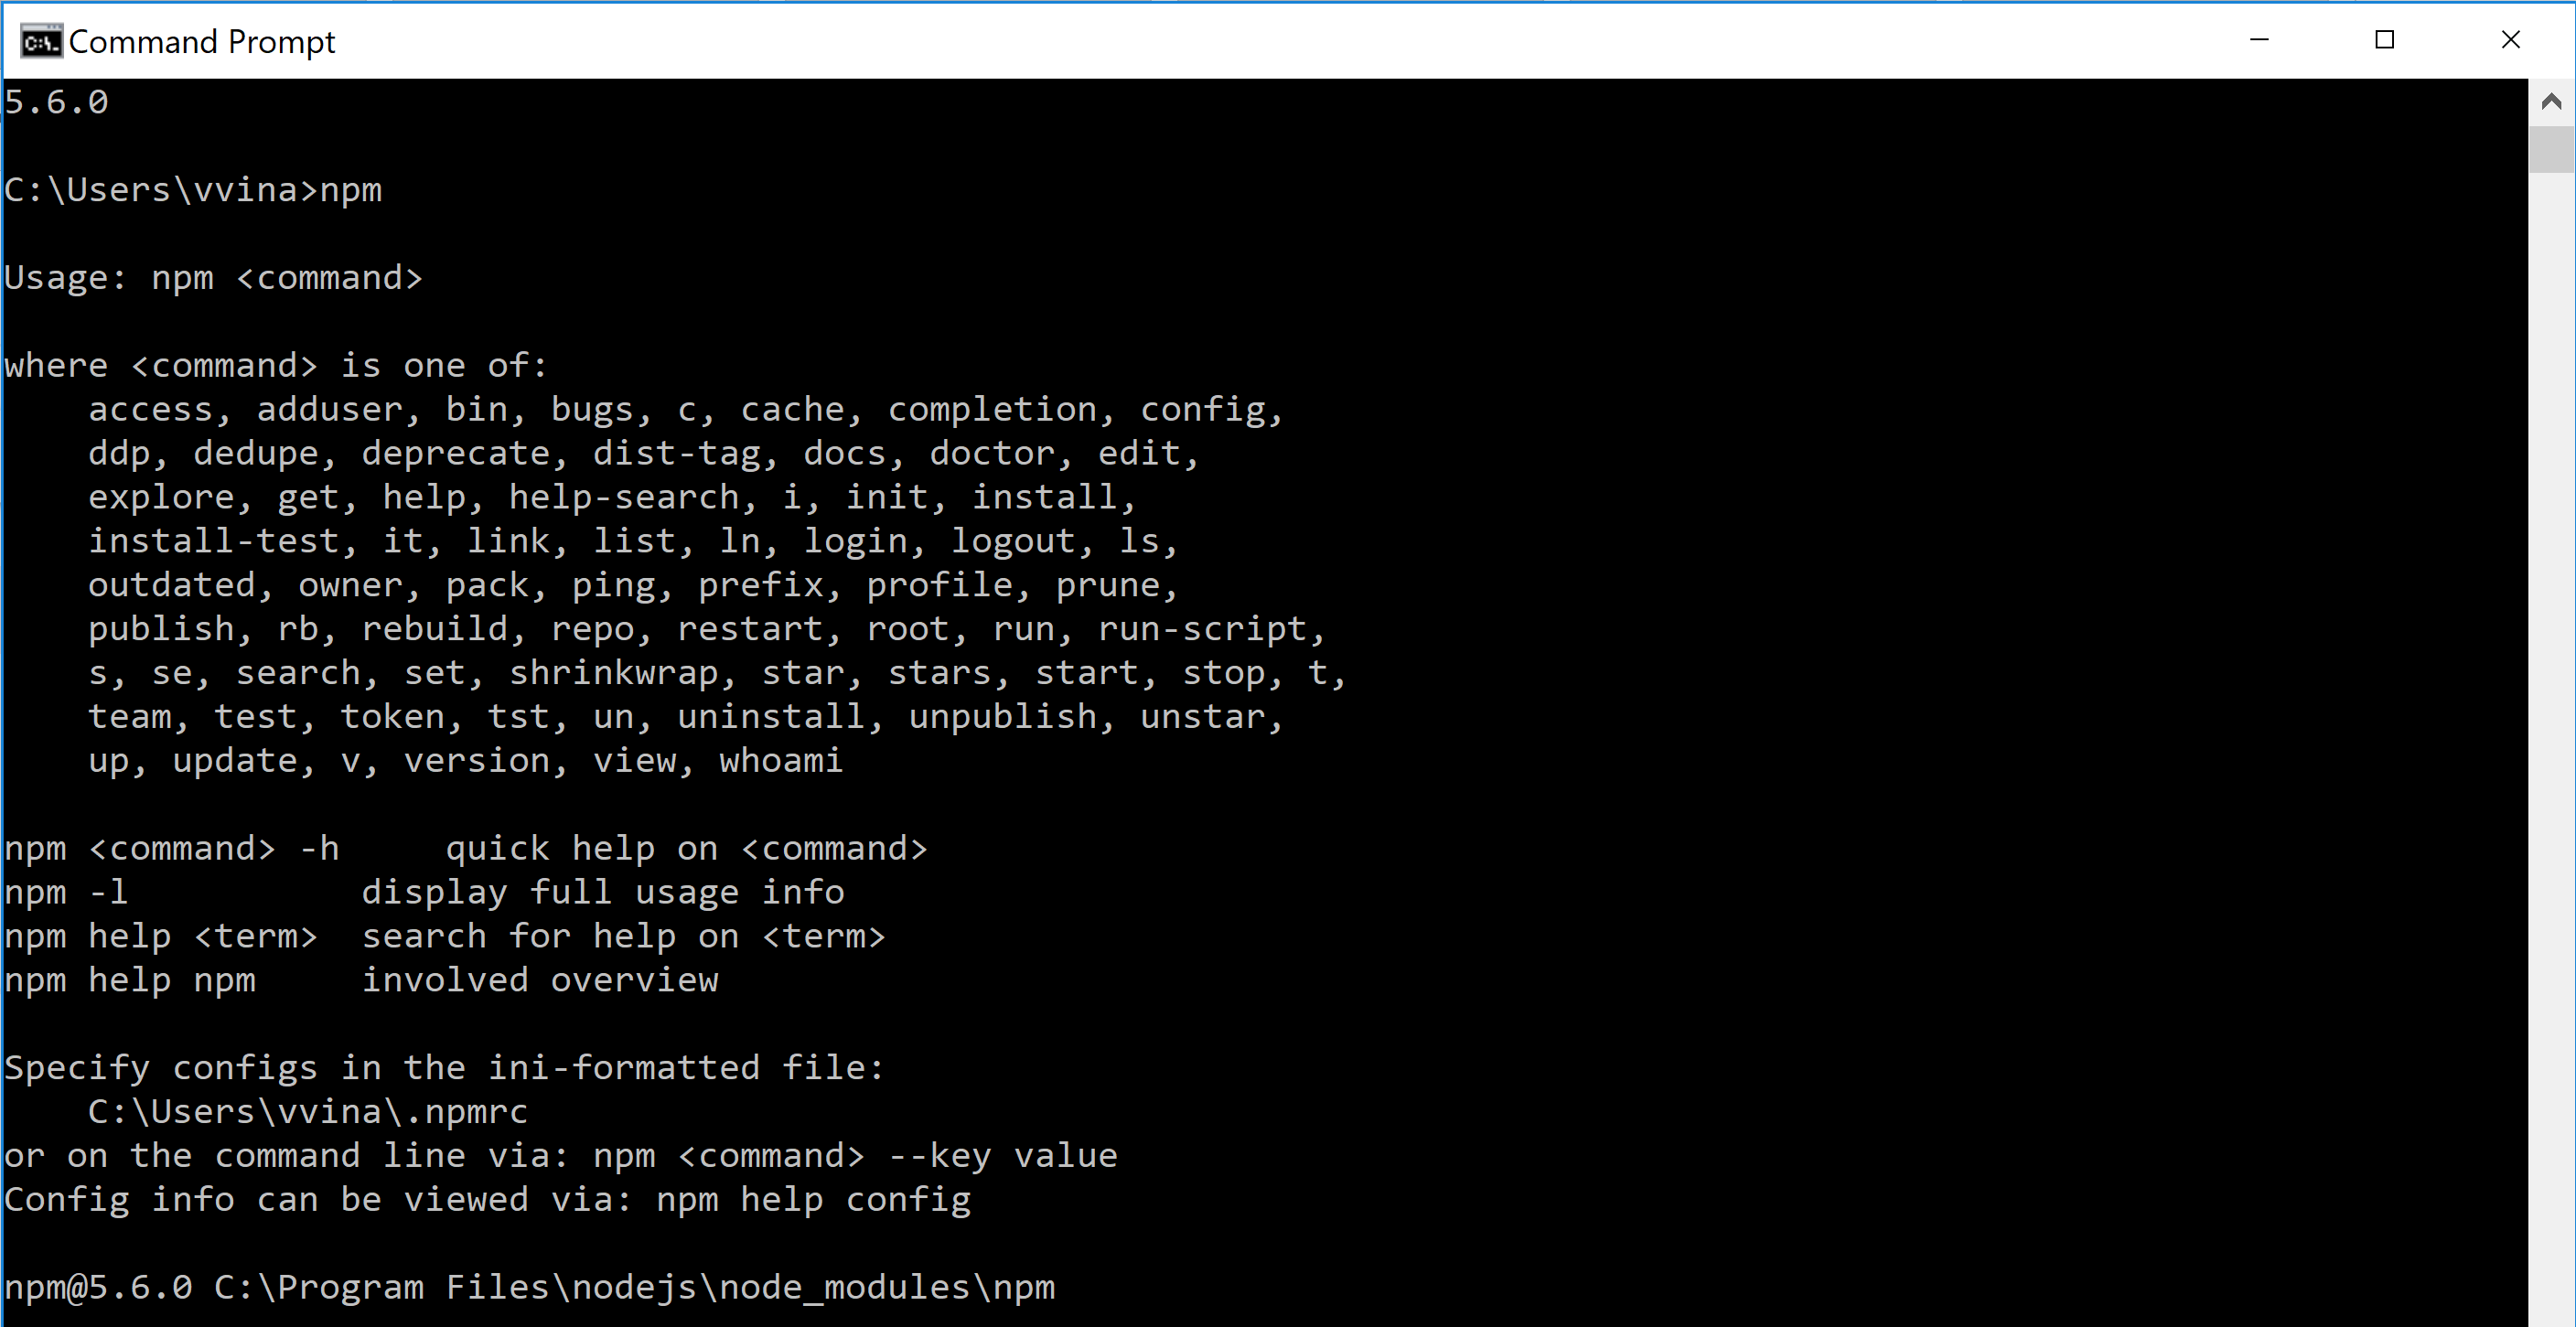 Command Prompt
5.6.0
C:\Users\vvina>npm
Usage: npm <command>
where <command> is one of:
    access, adduser, bin, bugs, c, cache, completion, config,
    ddp, dedupe, deprecate, dist-tag, docs, doctor, edit,
    explore, get, help, help-search, i, init, install,
    install-test, it, link, list, ln, login, logout, ls,
    outdated, owner, pack, ping, prefix, profile, prune,
    publish, rb, rebuild, repo, restart, root, run, run-script,
    s, se, search, set, shrinkwrap, star, stars, start, stop, t,
    team, test, token, tst, un, uninstall, unpublish, unstar,
    up, update, v, version, view, whoami
npm <command> -h     quick help on <command>
npm -l           display full usage info
npm help <term>  search for help on <term>
npm help npm     involved overview
Specify configs in the ini-formatted file:
    C:\Users\vvina\.npmrc
or on the command line via: npm <command> --key value
Config info can be viewed via: npm help config
npm@5.6.0 C:\Program Files\nodejs\node_modules\npm